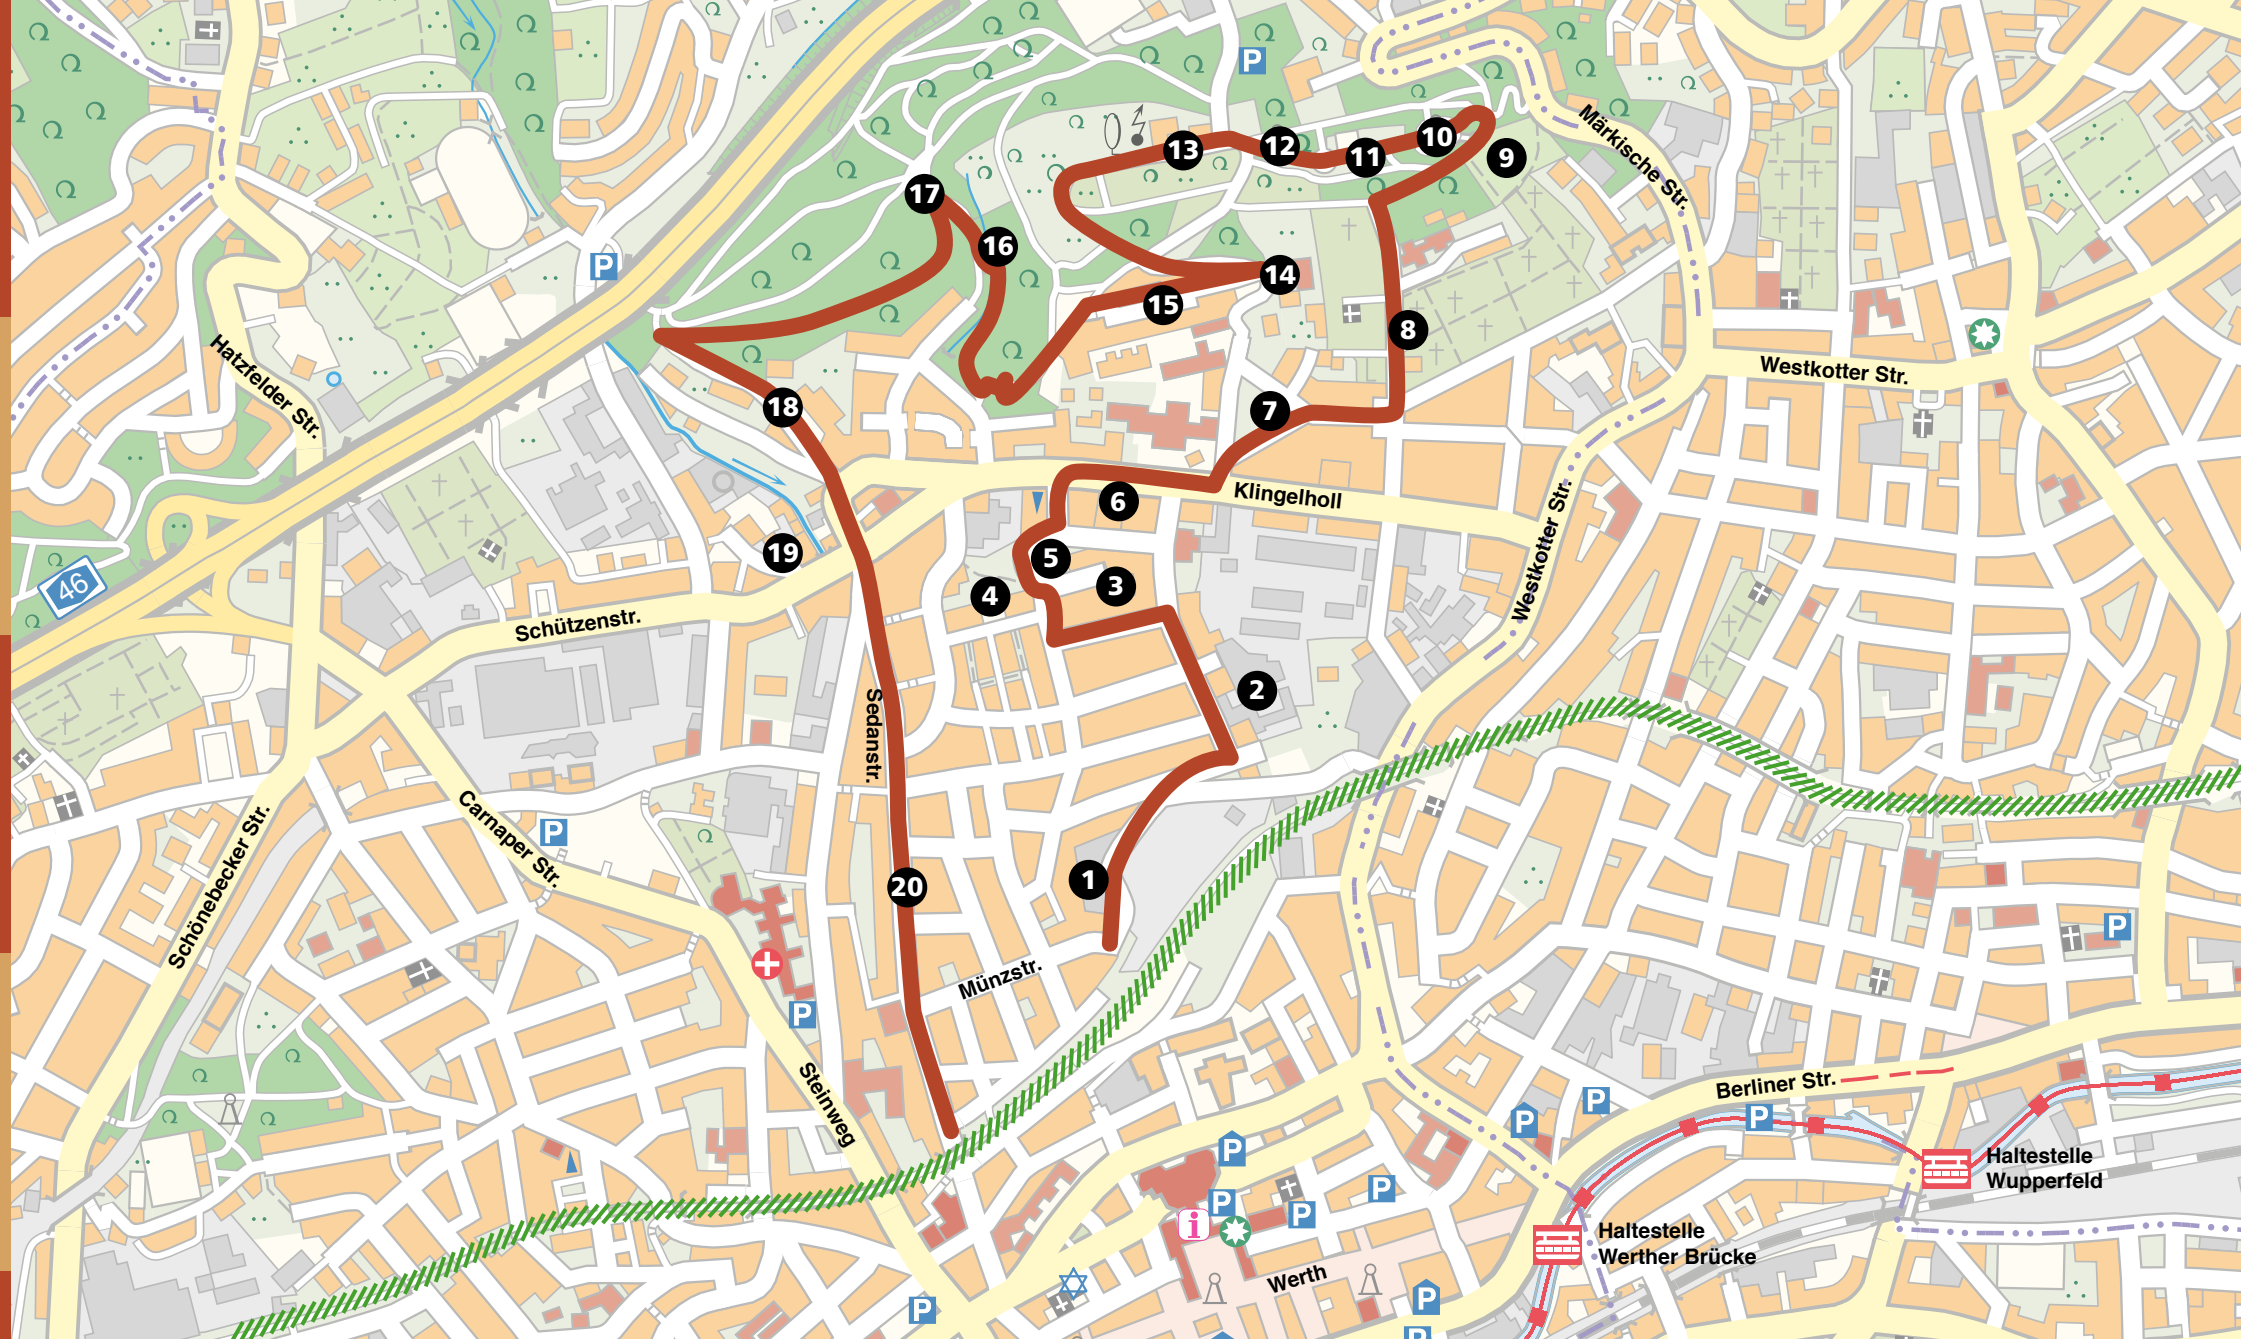 P
Märkische Str.
13
12
11
10
9
17
16
14
15
P
8
Hatzfelder Str.
Westkotter Str.
18
7
6
Klingelholl
Westkotter Str.
19
5
3
4
46
Schützenstr.
2
Sedanstr.
Carnaper Str.
P
Schönebecker Str.
1
20
P
Münzstr.
P
Steinweg
Berliner Str.
P
P
P
P
Haltestelle
Wupperfeld
P
P
P
i
Haltestelle
Werther Brücke
Werth
P
P
P